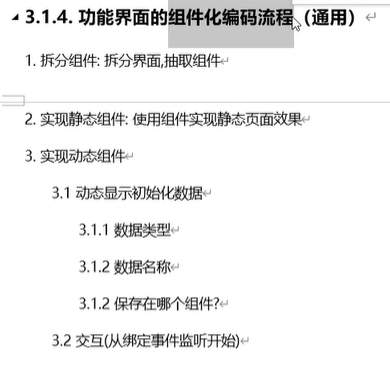 3.1.4. 功能界面的组件化编码流程（通用）
1. 拆分组件: 拆分界面,抽取组件
2. 实现静态组件: 使用组件实现静态页面效果
3. 实现动态组件
3.1 动态显示初始化数据
3.1.1 数据类型
3.1.2 数据名称
3.1.2 保存在哪个组件?
3.2 交互(从绑定事件监听开始)